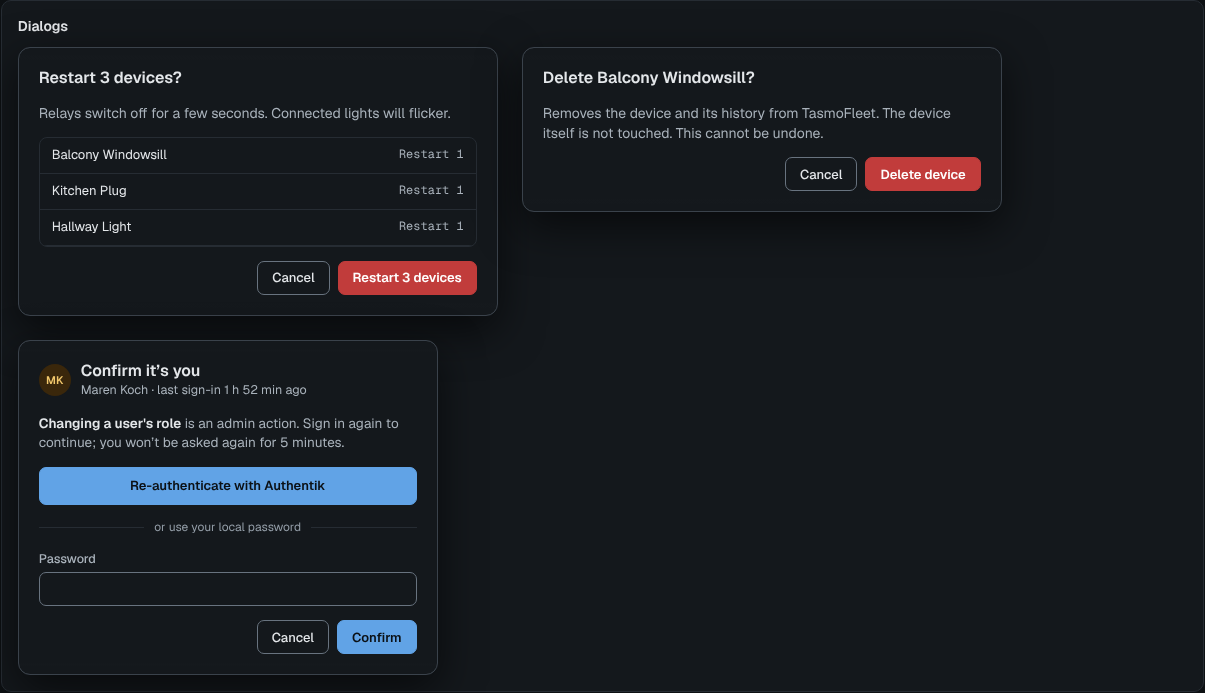 Dialogs
Restart 3 devices?
Relays switch off for a few seconds. Connected lights will flicker.
Balcony Windowsill Restart 1
Kitchen Plug Restart 1
Hallway Light Restart 1
Cancel Restart 3 devices
Delete Balcony Windowsill?
Removes the device and its history from TasmoFleet. The device
itself is not touched. This cannot be undone.
Cancel Delete device
MK
Confirm it’s you
Maren Koch · last sign-in 1 h 52 min ago
Changing a user's role is an admin action. Sign in again to
continue; you won’t be asked again for 5 minutes.
Re-authenticate with Authentik
or use your local password
Password
Cancel Confirm